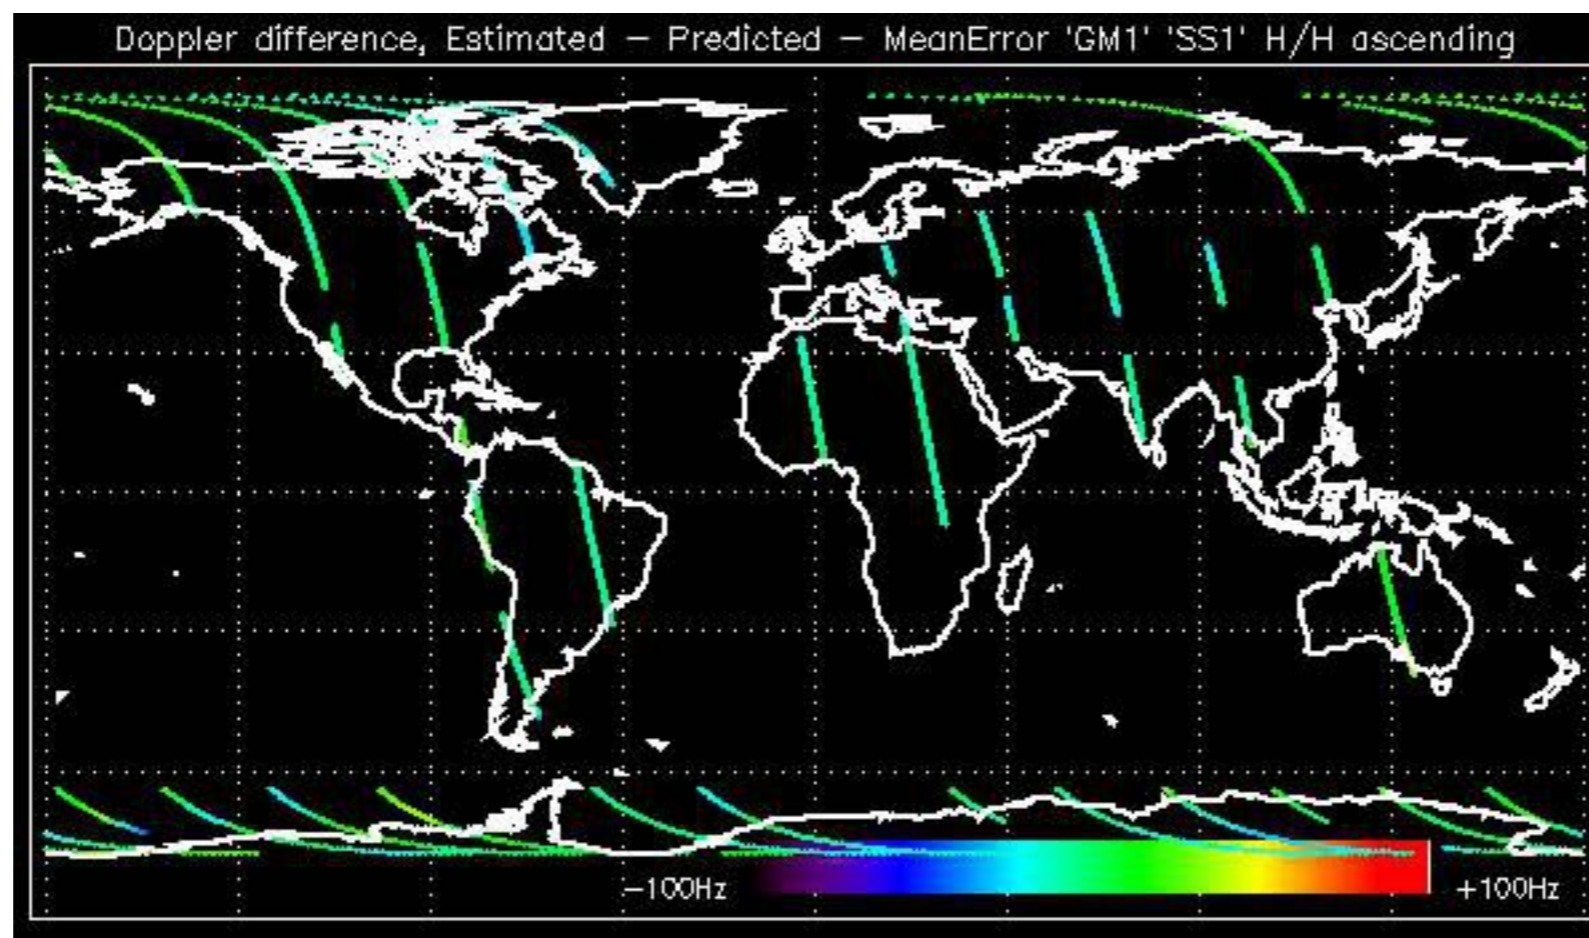 Doppler difference, Estimated – Predicted – MeanError 'GM1' 'SS1' H/H ascending
–100Hz +100Hz